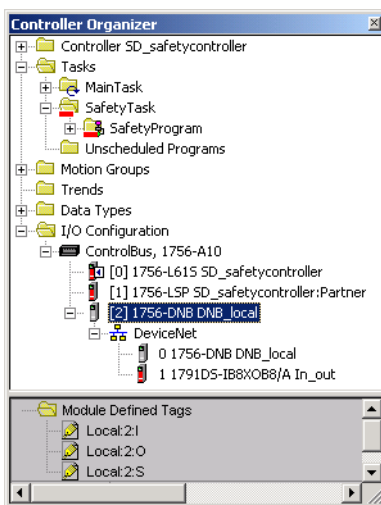 Controller Organizer
Controller SD_safetycontroller
Tasks
MainTask
SafetyTask
SafetyProgram
Unscheduled Programs
Motion Groups
Trends
Data Types
I/O Configuration
ControlBus, 1756-A10
[0] 1756-L61S SD_safetycontroller
[1] 1756-LSP SD_safetycontroller:Partner
[2] 1756-DNB DNB_local
DeviceNet
0 1756-DNB DNB_local
1 1791DS-IB8XOB8/A In_out
Module Defined Tags
Local:2:I
Local:2:O
Local:2:S